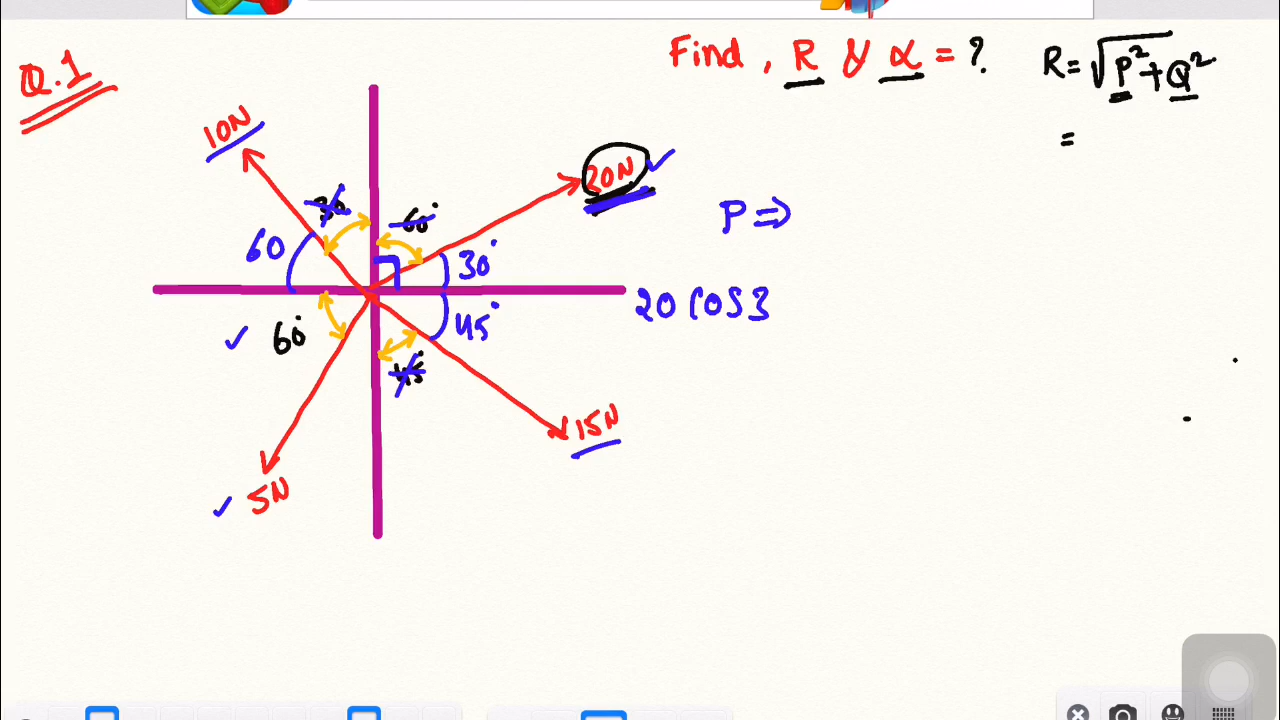 Q.1
Find, R & α = ?
R = √P² + Q²
=
10N
20N
30
60°
60
30°
P ⇒
20 COS 3
45°
60°
45°
15N
5N